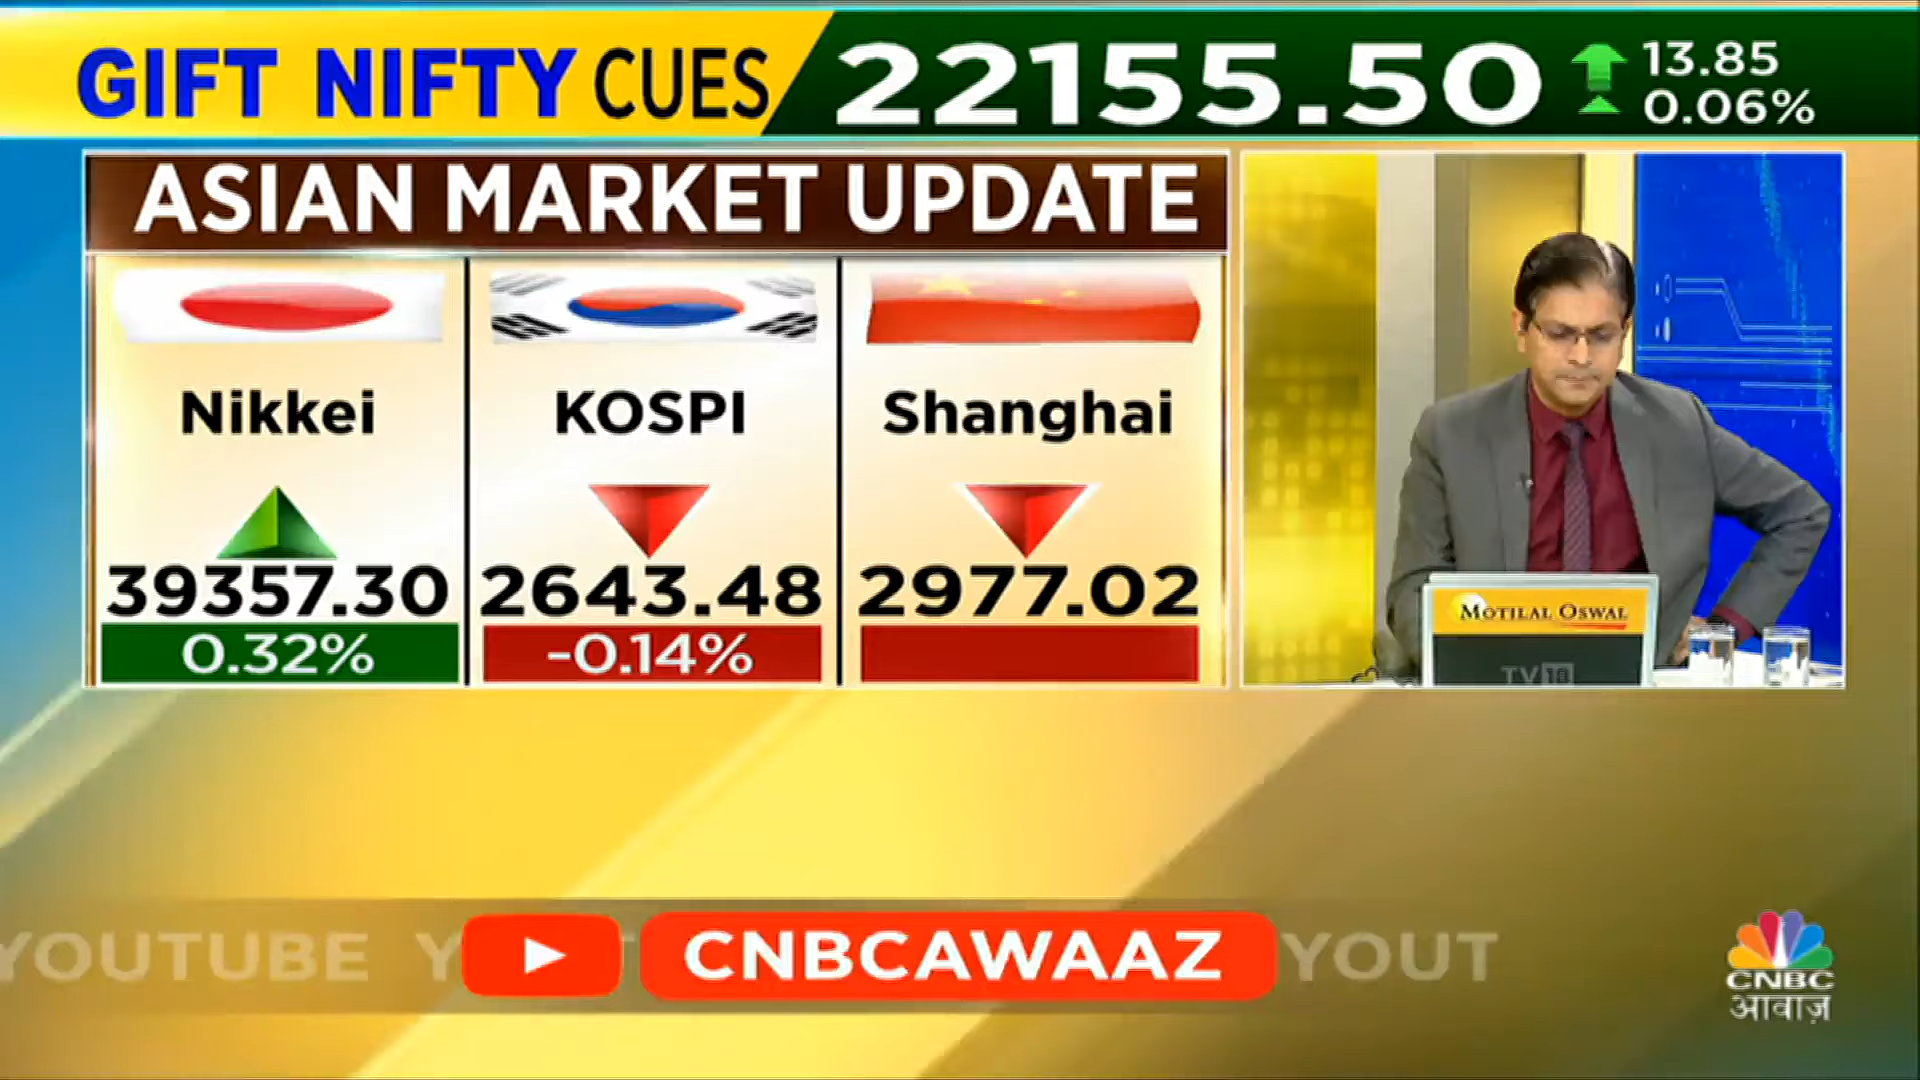 GIFT NIFTY CUES
22155.50
13.85
0.06%
ASIAN MARKET UPDATE
Nikkei
39357.30
0.32%
KOSPI
2643.48
-0.14%
Shanghai
2977.02
MOTILAL OSWAL
TV18
YOUTUBE
CNBCAWAAZ
YOUT
CNBC
आवाज़